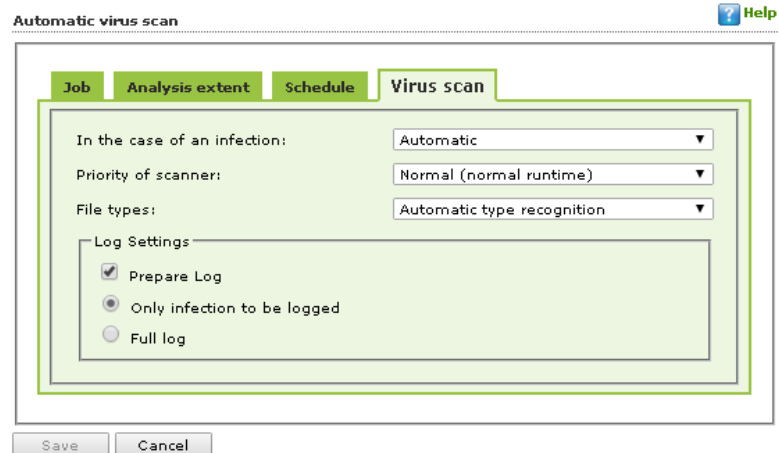 Automatic virus scan
? Help
Job Analysis extent Schedule Virus scan
In the case of an infection: Automatic
Priority of scanner: Normal (normal runtime)
File types: Automatic type recognition
Log Settings
Prepare Log
Only infection to be logged
Full log
Save Cancel